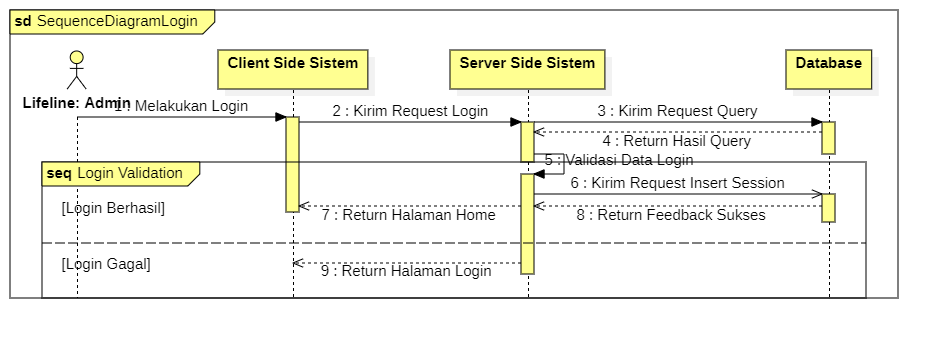 sd SequenceDiagramLogin
Client Side Sistem
Server Side Sistem
Database
Lifeline: Admin
1 : Melakukan Login
2 : Kirim Request Login
3 : Kirim Request Query
4 : Return Hasil Query
5 : Validasi Data Login
seq Login Validation
6 : Kirim Request Insert Session
[Login Berhasil]
7 : Return Halaman Home
8 : Return Feedback Sukses
[Login Gagal]
9 : Return Halaman Login